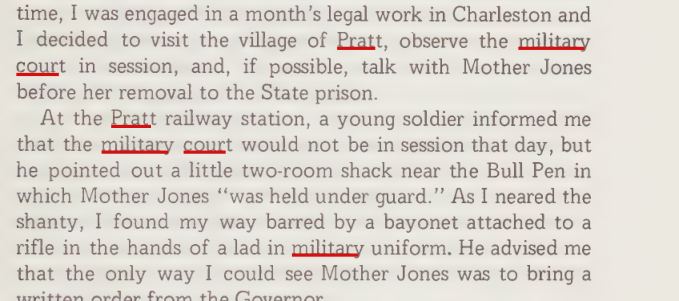 time, I was engaged in a month's legal work in Charleston and
I decided to visit the village of Pratt, observe the military
court in session, and, if possible, talk with Mother Jones
before her removal to the State prison.
At the Pratt railway station, a young soldier informed me
that the military court would not be in session that day, but
he pointed out a little two-room shack near the Bull Pen in
which Mother Jones “was held under guard.” As I neared the
shanty, I found my way barred by a bayonet attached to a
rifle in the hands of a lad in military uniform. He advised me
that the only way I could see Mother Jones was to bring a
written order from the Governor.